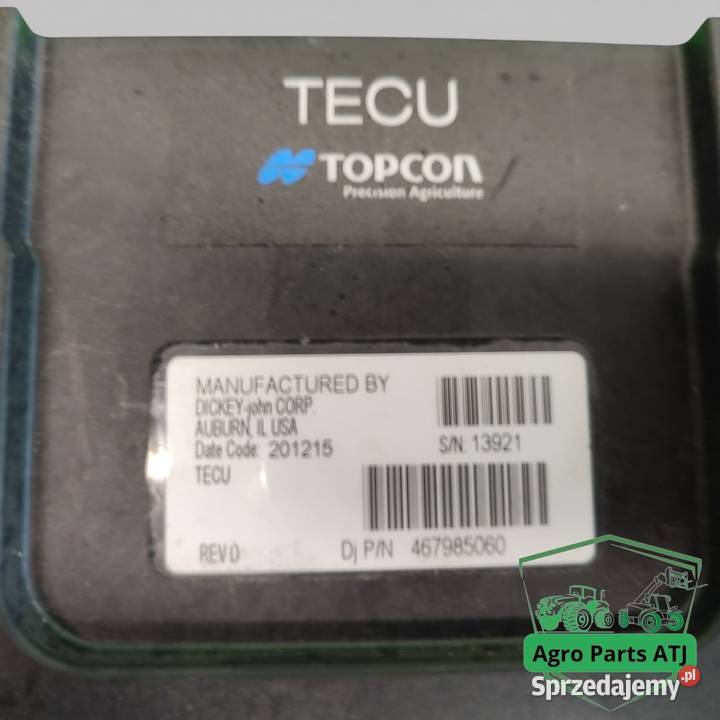 TECU
TOPCON
Precision Agriculture
MANUFACTURED BY
DICKEY-john CORP.
AUBURN, IL USA
Date Code: 201215
S/N: 13921
TECU
REV D
Dj P/N 467985060
Agro Parts ATJ
Sprzedajemy.pl